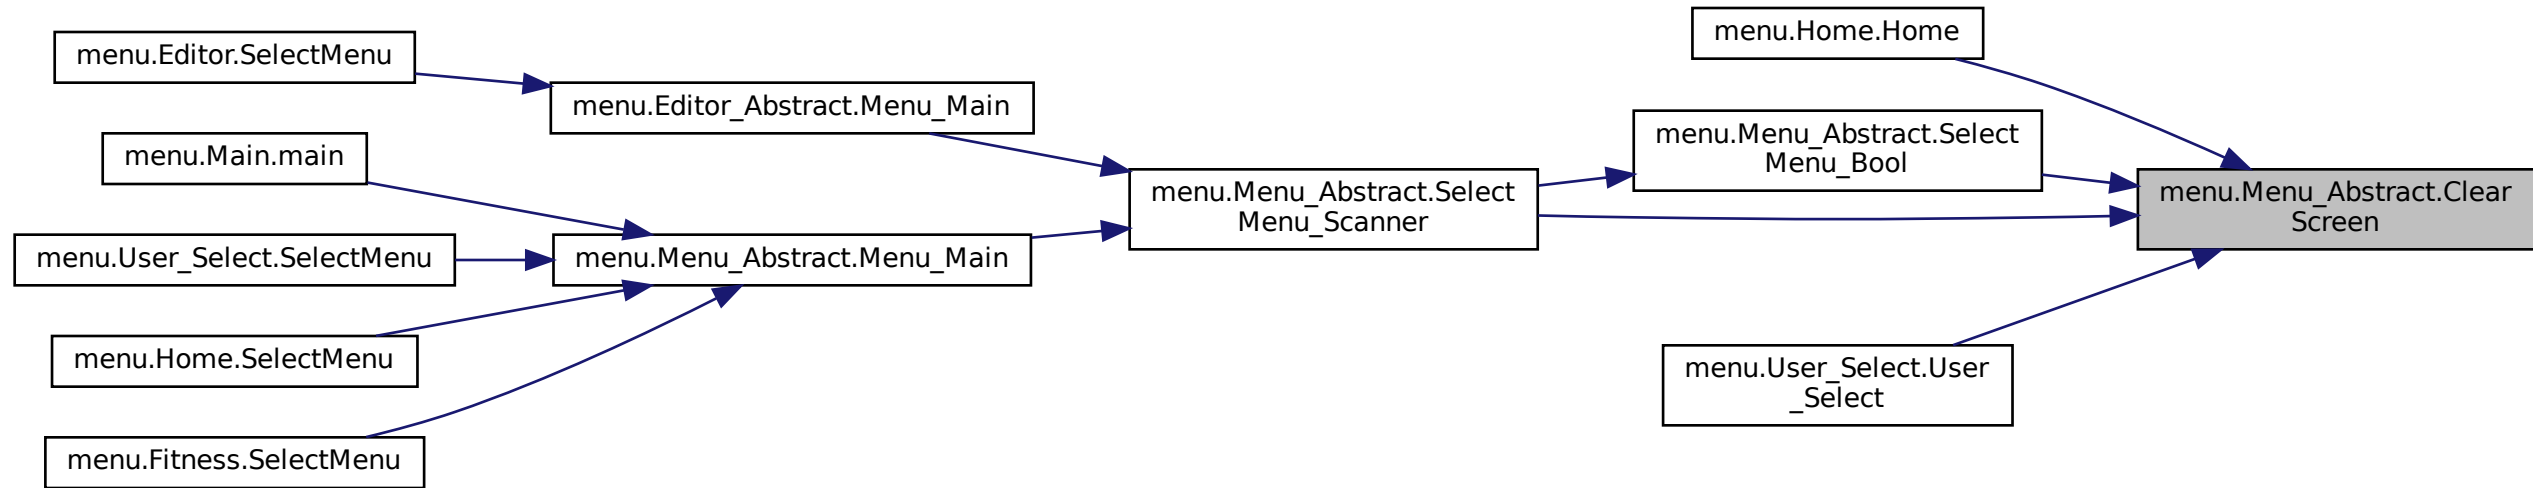 menu.Editor.SelectMenu
menu.Main.main
menu.User_Select.SelectMenu
menu.Home.SelectMenu
menu.Fitness.SelectMenu
menu.Editor_Abstract.Menu_Main
menu.Menu_Abstract.Menu_Main
menu.Menu_Abstract.Select
Menu_Scanner
menu.Home.Home
menu.Menu_Abstract.Select
Menu_Bool
menu.User_Select.User
_Select
menu.Menu_Abstract.Clear
Screen